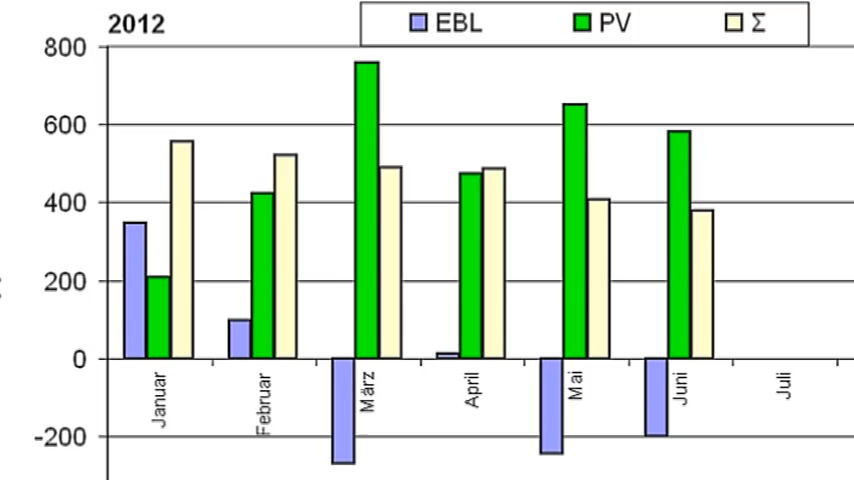 2012
EBL PV Σ
800
600
400
200
0
-200
Januar
Februar
März
April
Mai
Juni
Juli